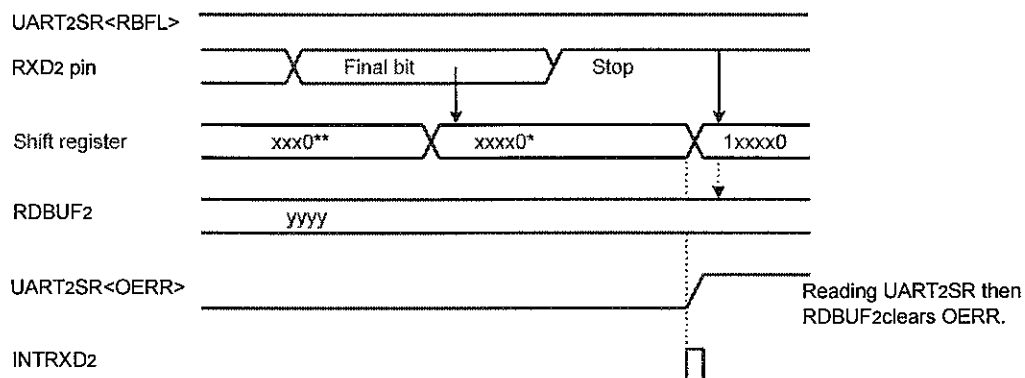 UART2SR<RBFL>
RXD2 pin
Final bit
Stop
Shift register
xxx0**
xxxx0*
1xxxx0
RDBUF2
yyyy
UART2SR<OERR>
Reading UART2SR then
RDBUF2clears OERR.
INTRXD2